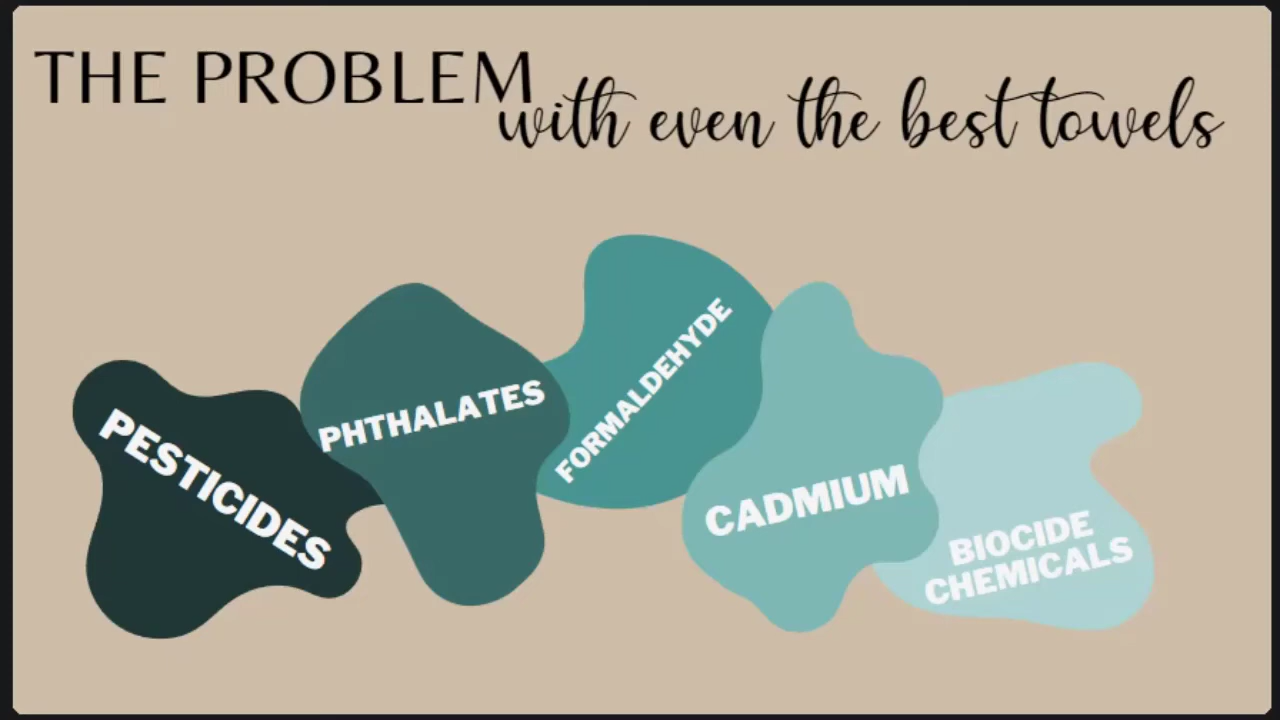 THE PROBLEM
with even the best towels
PESTICIDES
PHTHALATES
FORMALDEHYDE
CADMIUM
BIOCIDE
CHEMICALS